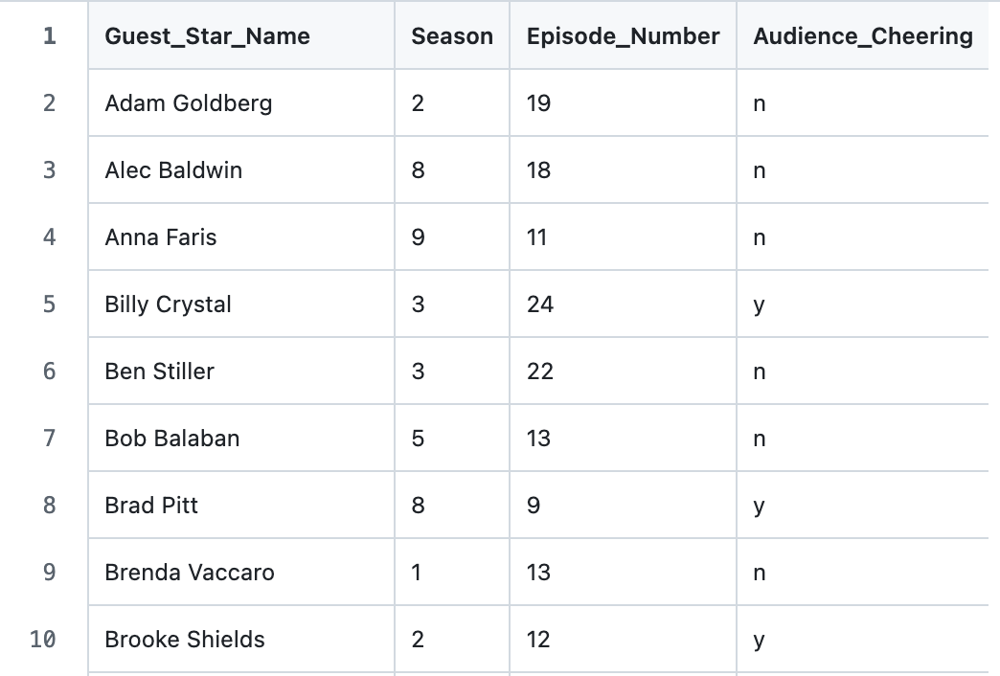 1 Guest_Star_Name Season Episode_Number Audience_Cheering
2 Adam Goldberg 2 19 n
3 Alec Baldwin 8 18 n
4 Anna Faris 9 11 n
5 Billy Crystal 3 24 y
6 Ben Stiller 3 22 n
7 Bob Balaban 5 13 n
8 Brad Pitt 8 9 y
9 Brenda Vaccaro 1 13 n
10 Brooke Shields 2 12 y